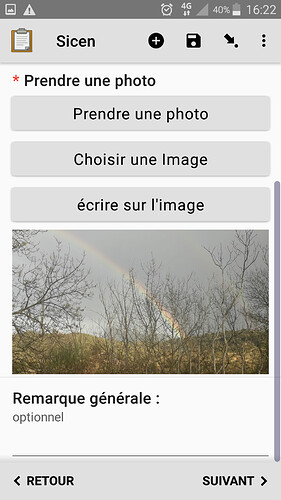 4G 40% 16:22
Sicen
* Prendre une photo
Prendre une photo
Choisir une Image
écrire sur l'image
Remarque générale :
optionnel
RETOUR SUIVANT